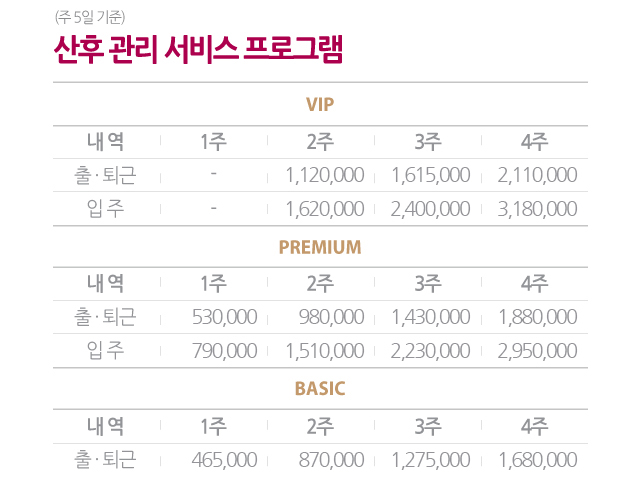 (주 5일 기준)
산후 관리 서비스 프로그램
VIP
내 역 1주 2주 3주 4주
출 · 퇴근 - 1,120,000 1,615,000 2,110,000
입 주 - 1,620,000 2,400,000 3,180,000
PREMIUM
내 역 1주 2주 3주 4주
출 · 퇴근 530,000 980,000 1,430,000 1,880,000
입 주 790,000 1,510,000 2,230,000 2,950,000
BASIC
내 역 1주 2주 3주 4주
출 · 퇴근 465,000 870,000 1,275,000 1,680,000